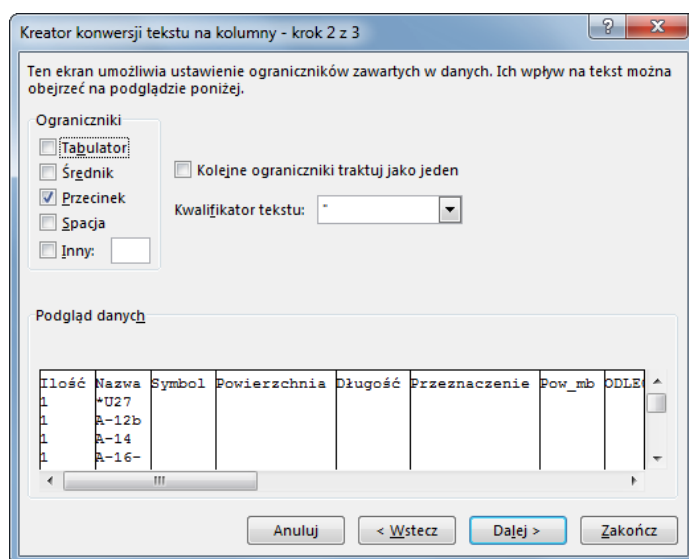 Kreator konwersji tekstu na kolumny - krok 2 z 3
Ten ekran umożliwia ustawienie ograniczników zawartych w danych. Ich wpływ na tekst można
obejrzeć na podglądzie poniżej.
Ograniczniki
Tabulator
Średnik
Przecinek
Spacja
Inny:
Kolejne ograniczniki traktuj jako jeden
Kwalifikator tekstu: "
Podgląd danych
Ilość Nazwa Symbol Powierzchnia Długość Przeznaczenie Pow_mb
1 *U27
1 A-12b
1 A-14
1 A-16-
Anuluj < Wstecz Dalej > Zakończ